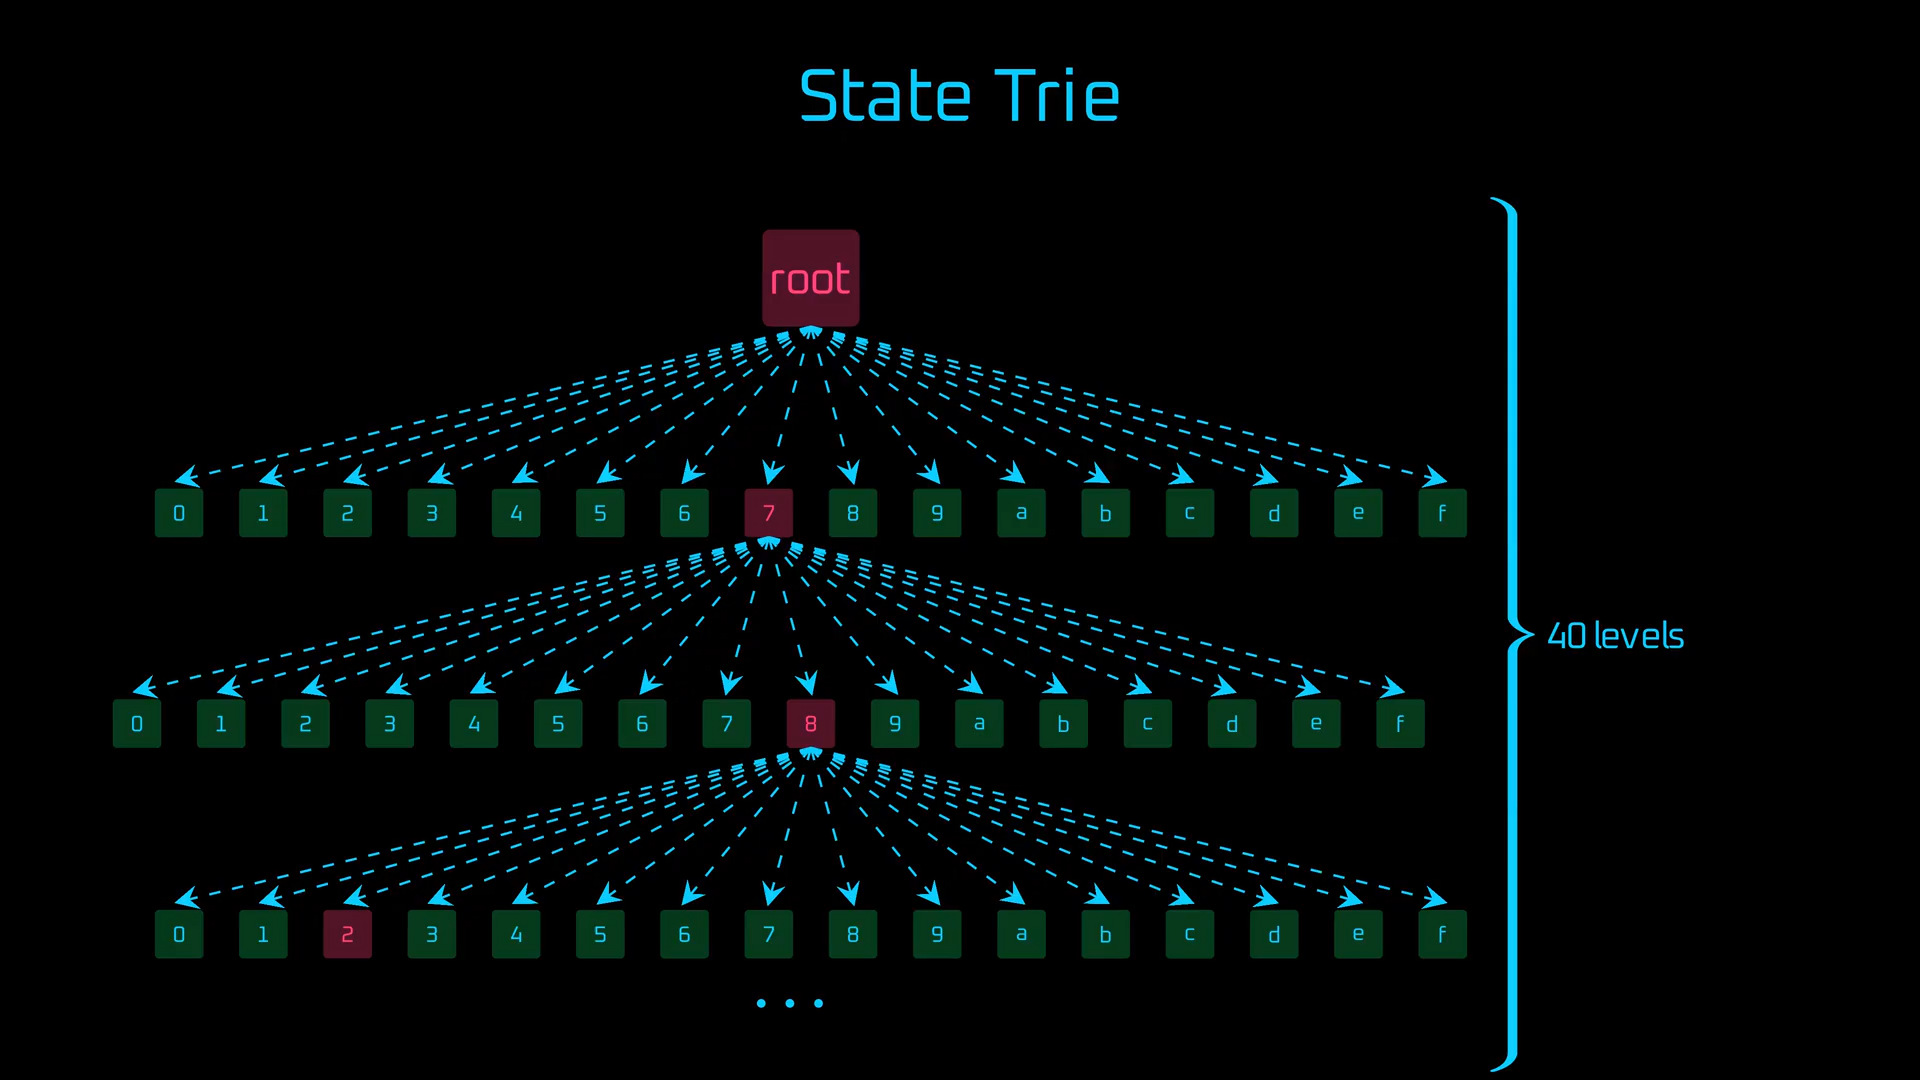 State Trie
root
0 1 2 3 4 5 6 7 8 9 a b c d e f
0 1 2 3 4 5 6 7 8 9 a b c d e f
40 levels
0 1 2 3 4 5 6 7 8 9 a b c d e f
...